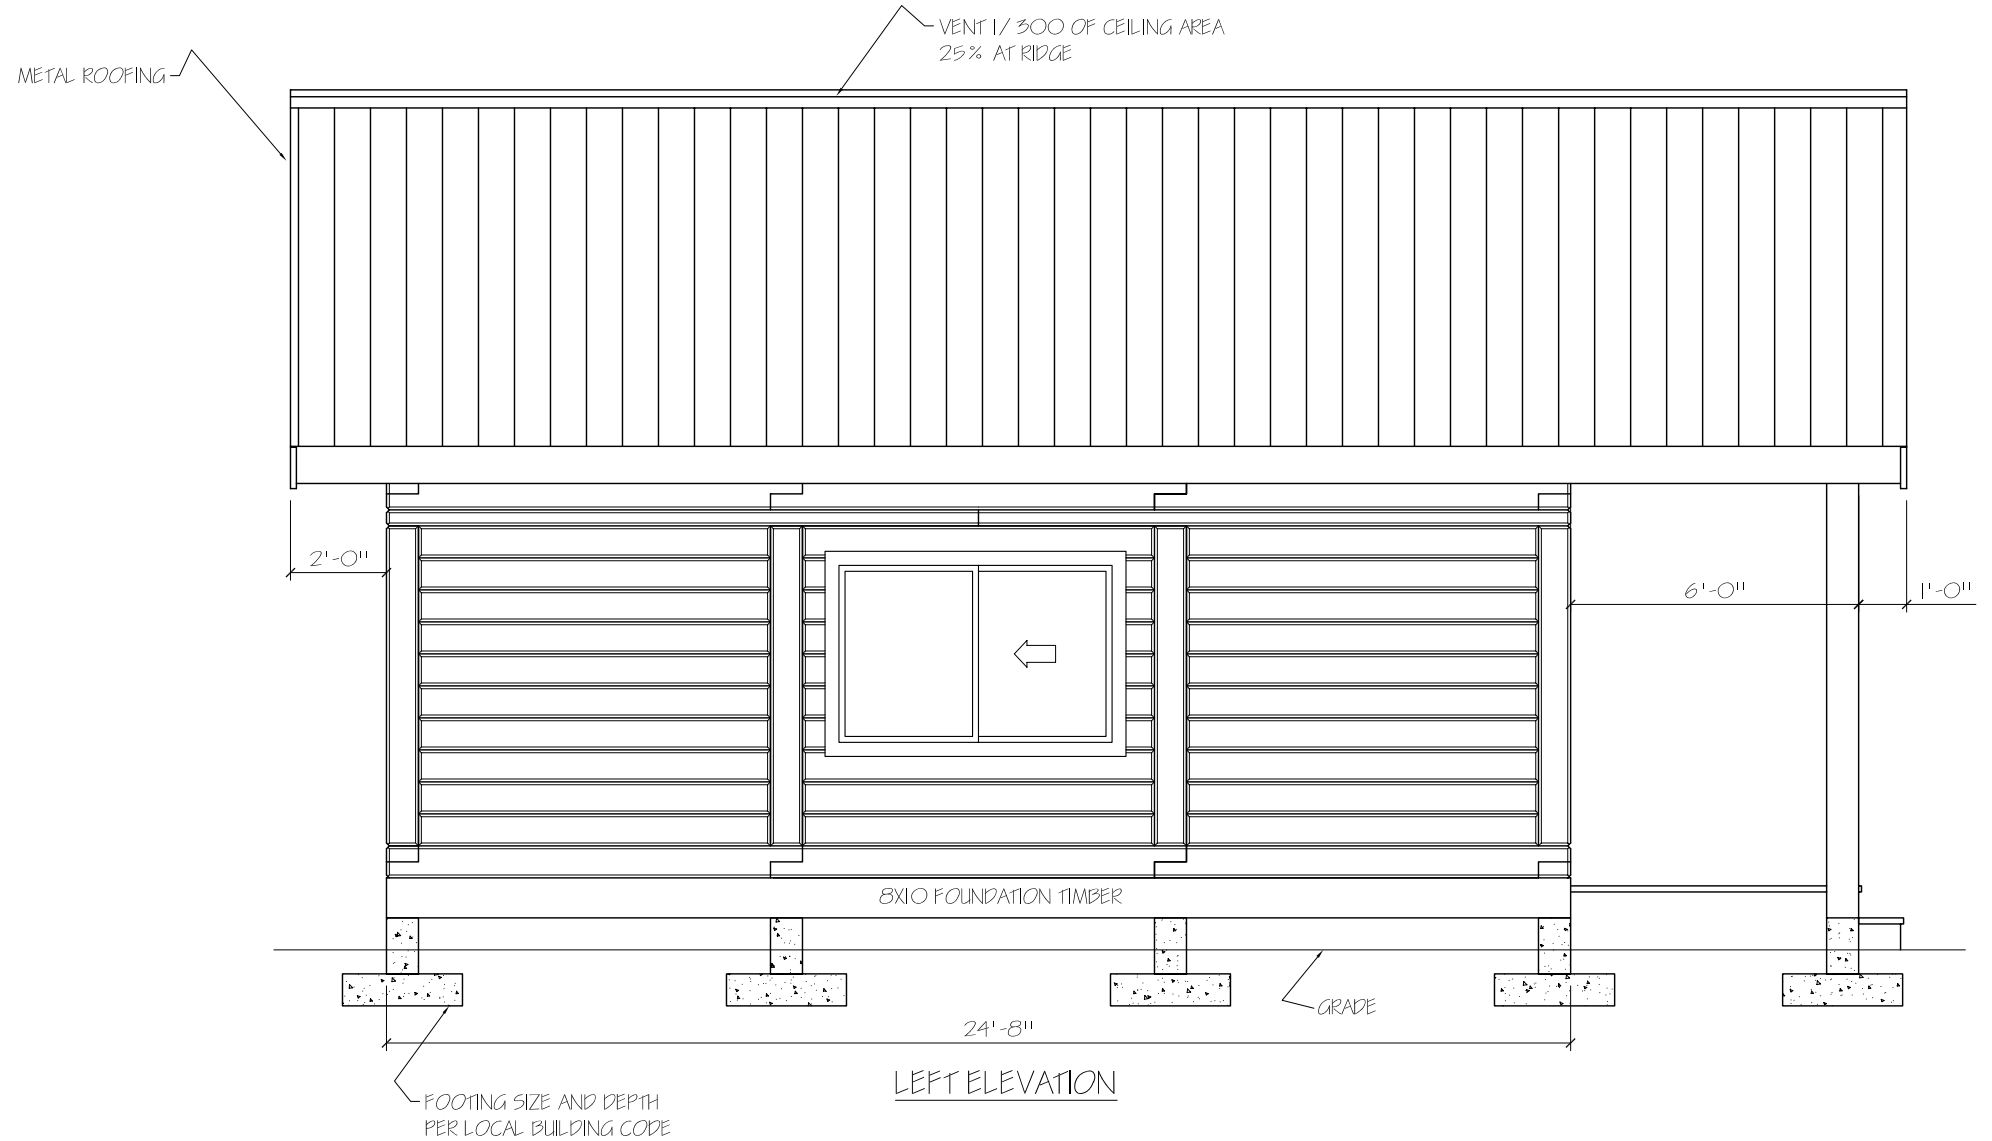 VENT 1/300 OF CEILING AREA
25% AT RIDGE
METAL ROOFING
2'-0"
6'-0"
1'-0"
8X10 FOUNDATION TIMBER
GRADE
24'-8"
LEFT ELEVATION
FOOTING SIZE AND DEPTH
PER LOCAL BUILDING CODE